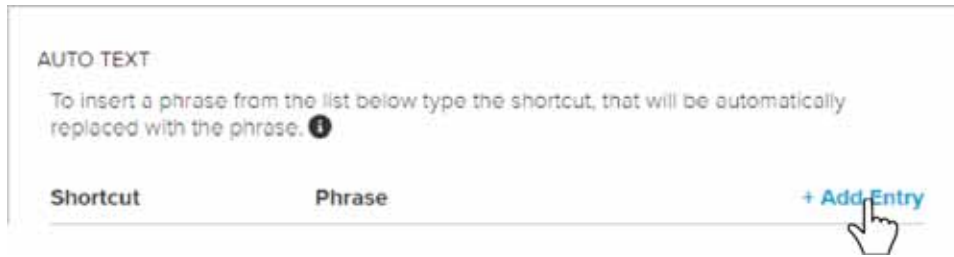 AUTO TEXT
To insert a phrase from the list below type the shortcut, that will be automatically
replaced with the phrase.
Shortcut Phrase + Add Entry